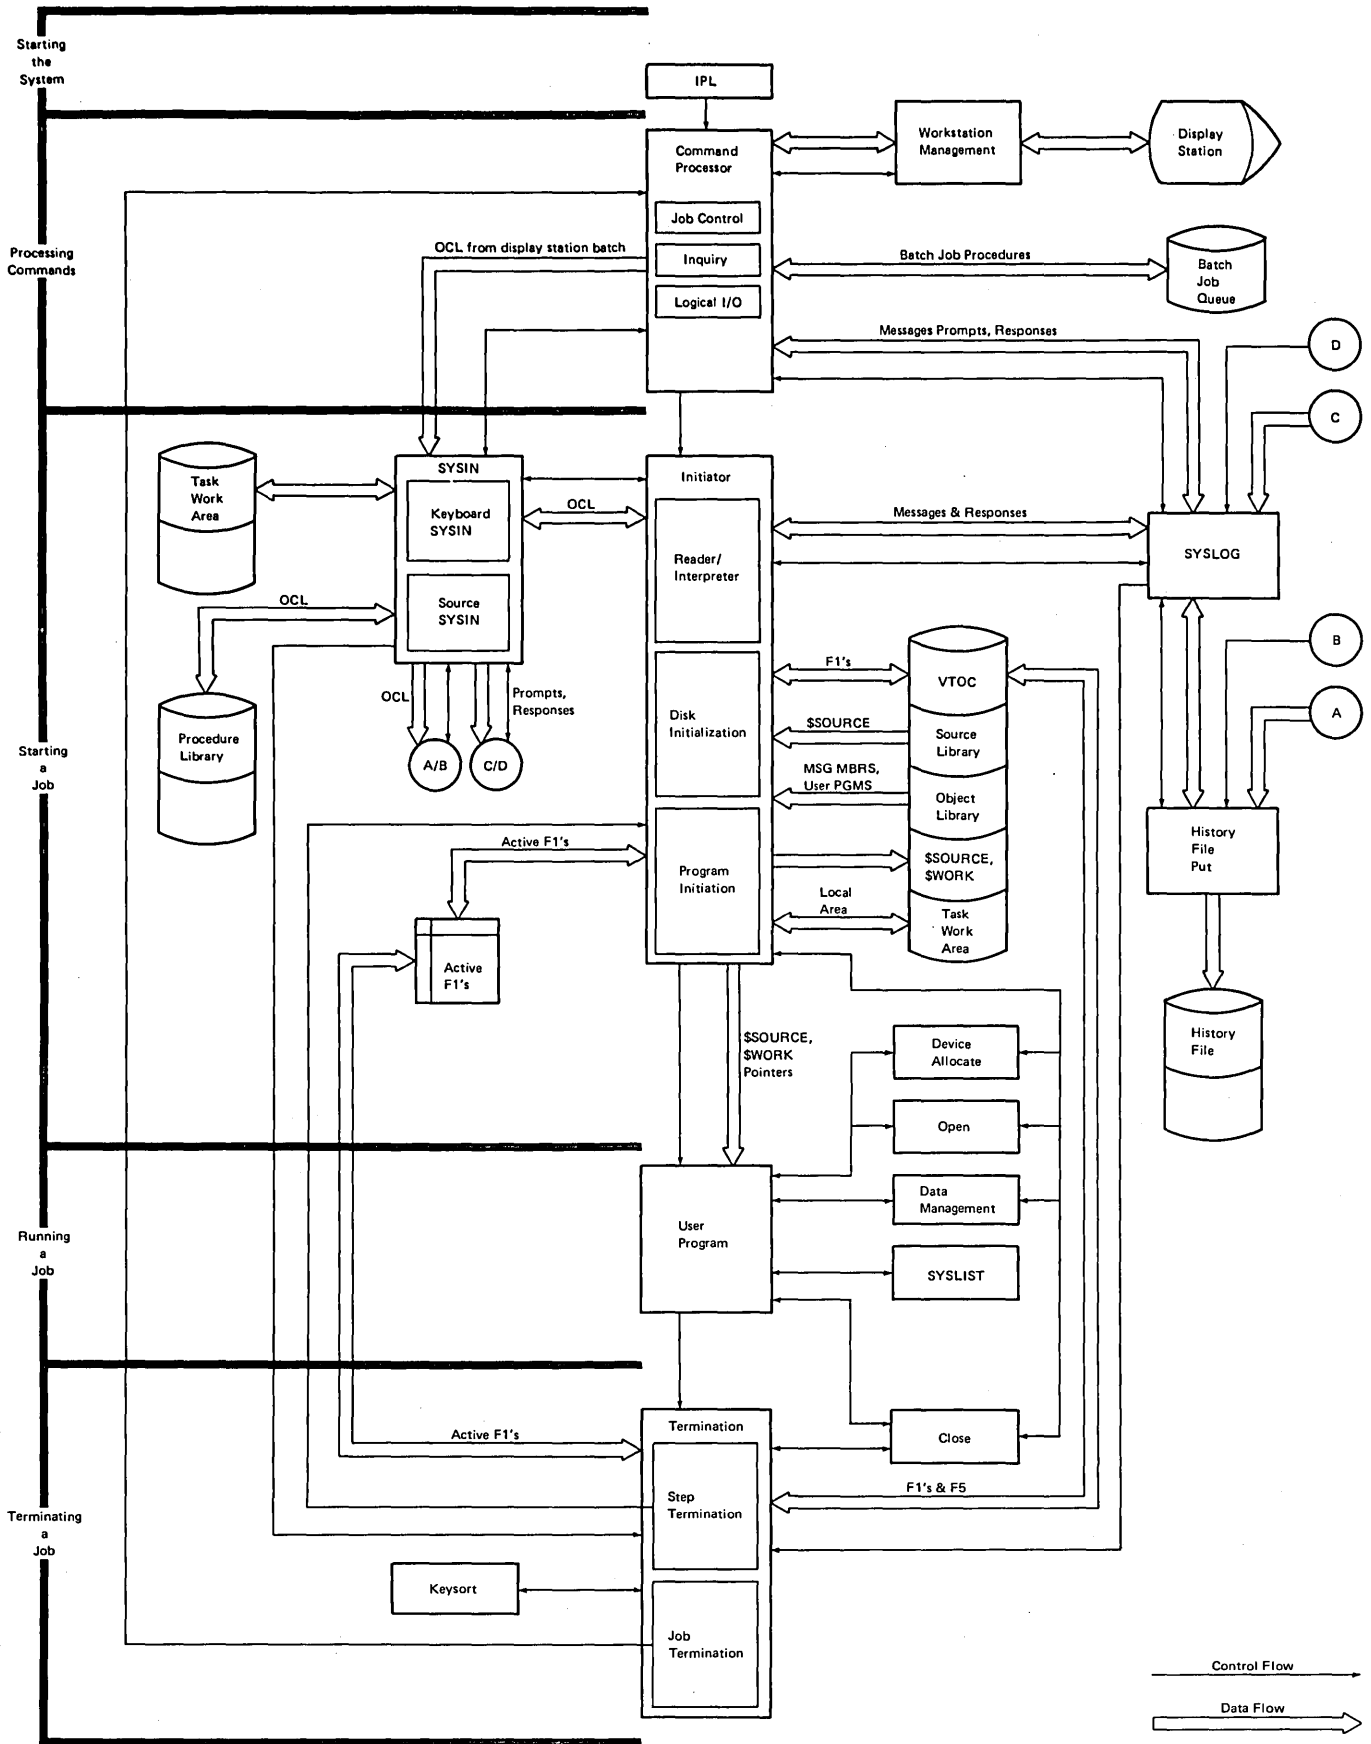 Starting
the
System
IPL
Command
Processor
Workstation
Management
Display
Station
Job Control
Processing
Commands
OCL from display station batch
Inquiry
Batch Job Procedures
Batch
Job
Queue
Logical I/O
Messages Prompts, Responses
D
C
Task
Work
Area
SYSIN
Keyboard
SYSIN
OCL
Initiator
Reader/
Interpreter
Messages & Responses
SYSLOG
OCL
Source
SYSIN
B
F1's
VTOC
OCL
Prompts,
Responses
A
Starting
a
Job
Procedure
Library
A/B
C/D
Disk
Initialization
$SOURCE
Source
Library
MSG MBRS,
User PGMS
Object
Library
History
File
Put
Active F1's
Program
Initiation
$SOURCE,
$WORK
Local
Area
Task
Work
Area
Active
F1's
$SOURCE,
$WORK
Pointers
Device
Allocate
History
File
Open
Running
a
Job
User
Program
Data
Management
SYSLIST
Termination
Active F1's
Close
Terminating
a
Job
Step
Termination
F1's & F5
Keysort
Job
Termination
Control Flow
Data Flow